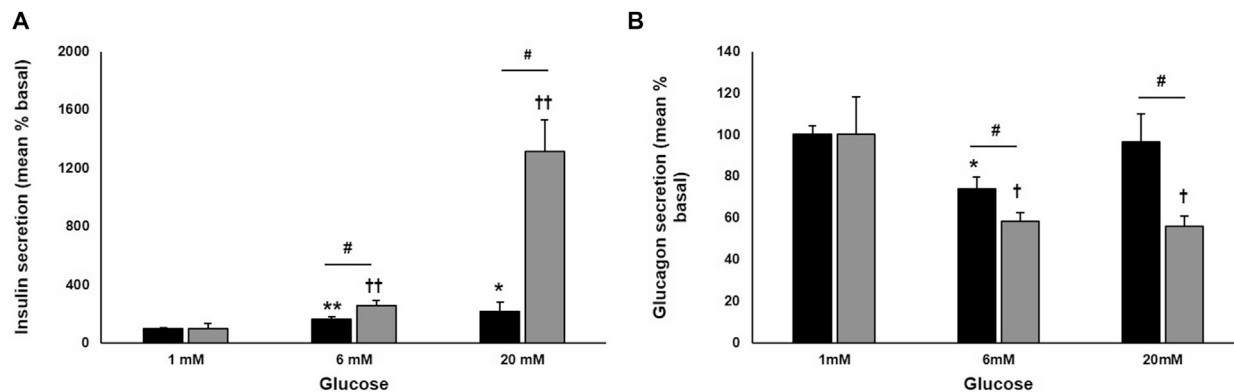 A
Insulin secretion (mean % basal)
2000
1600
1200
800
400
0
#
††
#
††
**
*
1 mM
6 mM
20 mM
Glucose
B
Glucagon secretion (mean %
basal)
140
120
100
80
60
40
20
0
#
#
*
†
†
1mM
6mM
20mM
Glucose